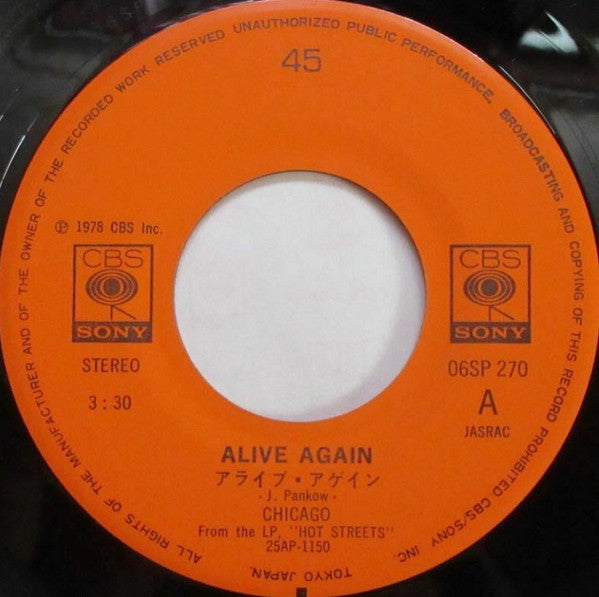 ALL RIGHTS OF THE MANUFACTURER AND OF THE OWNER OF THE RECORDED WORK RESERVED UNAUTHORIZED PUBLIC PERFORMANCE, BROADCASTING AND COPYING OF THIS RECORD PROHIBITED CBS/SONY INC.
TOKYO JAPAN.
45
℗ 1978 CBS Inc.
CBS
SONY
STEREO
3:30
CBS
SONY
06SP 270
A
JASRAC
ALIVE AGAIN
アライブ・アゲイン
- J. Pankow -
CHICAGO
From the LP, "HOT STREETS"
25AP-1150